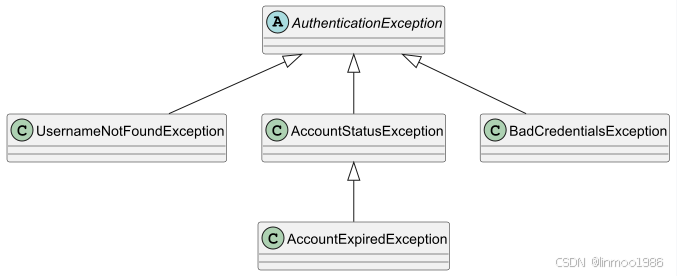 A AuthenticationException
C UsernameNotFoundException
C AccountStatusException
C BadCredentialsException
C AccountExpiredException
CSDN @linmoo1986